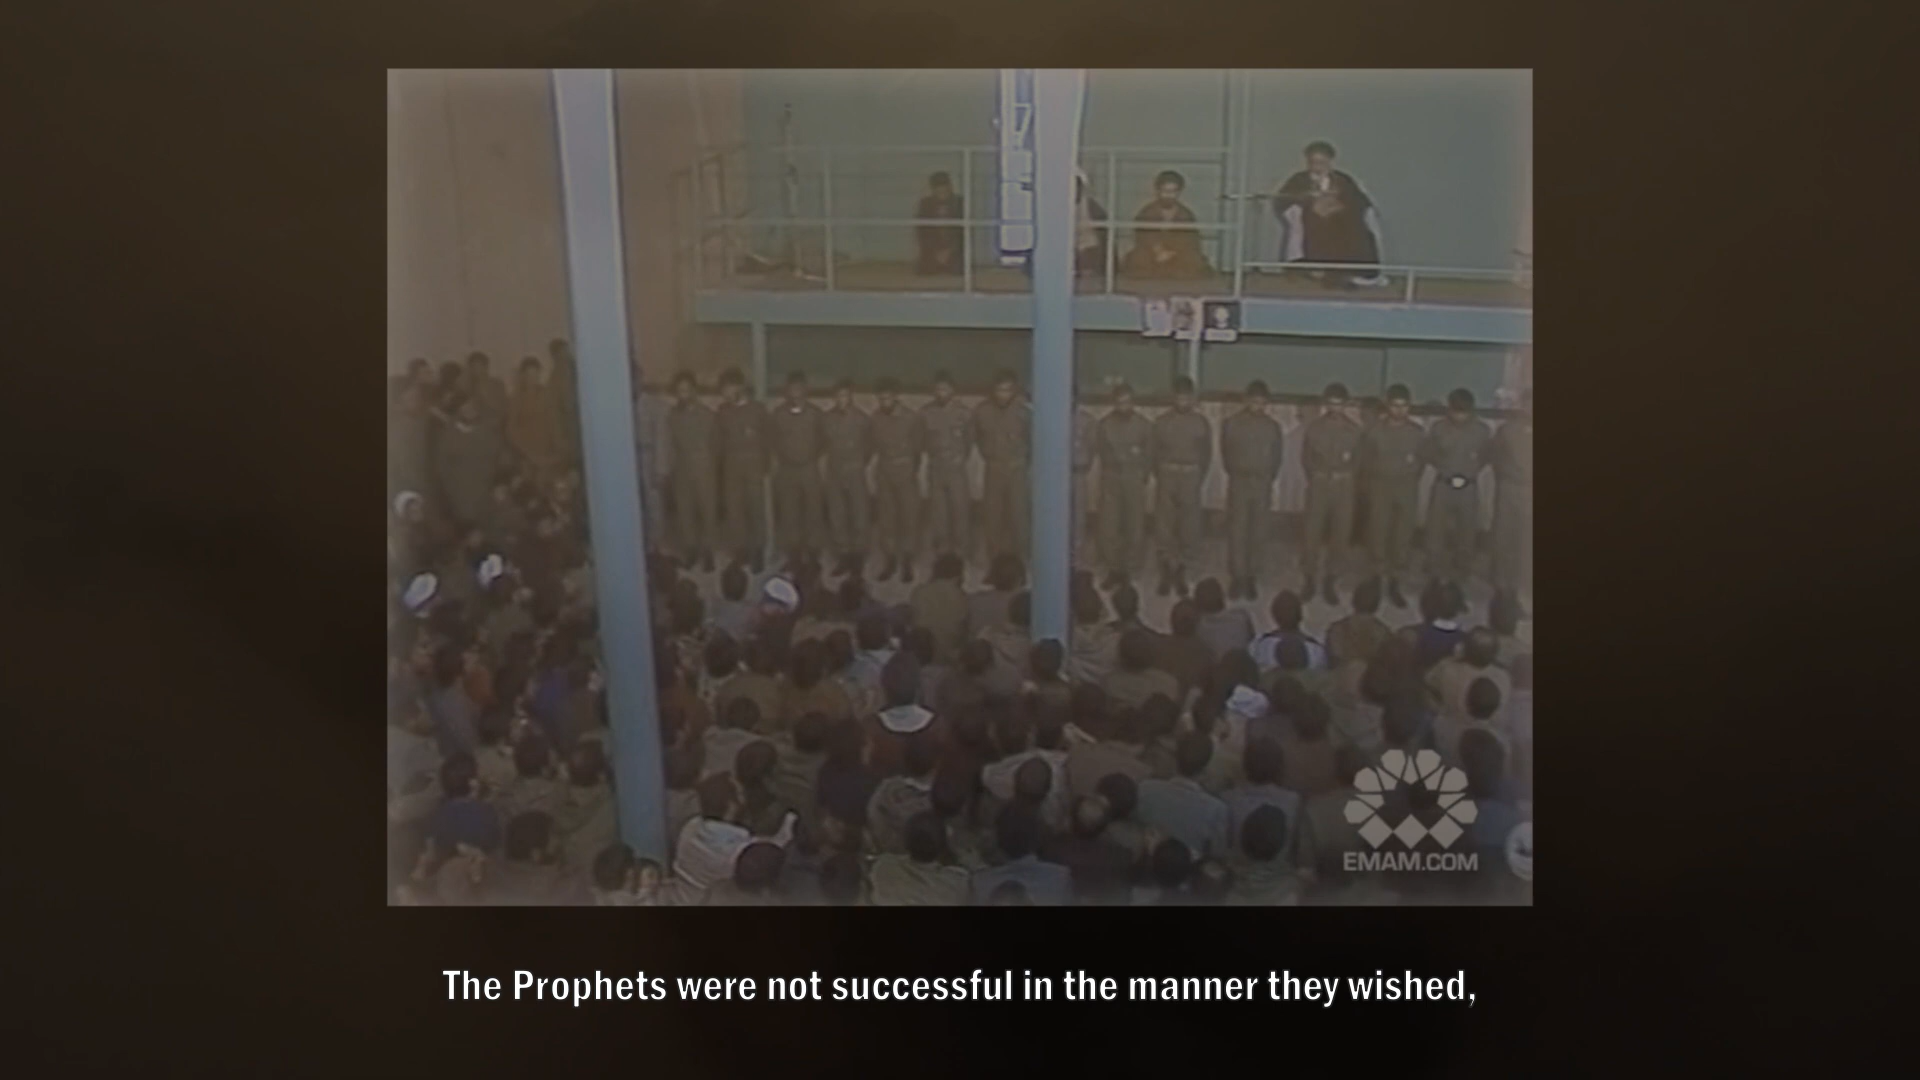 EMAM.COM
The Prophets were not successful in the manner they wished,